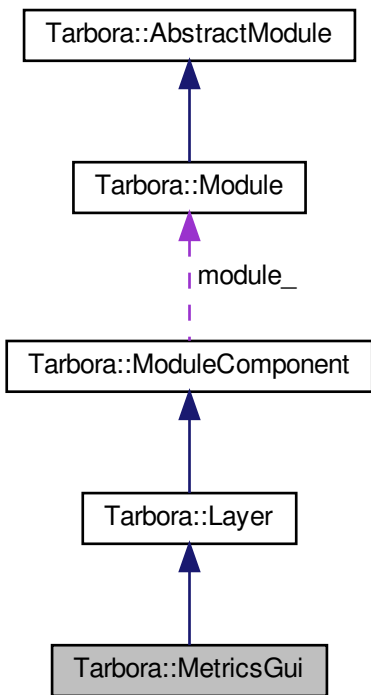 Tarbora::AbstractModule
Tarbora::Module
module_
Tarbora::ModuleComponent
Tarbora::Layer
Tarbora::MetricsGui